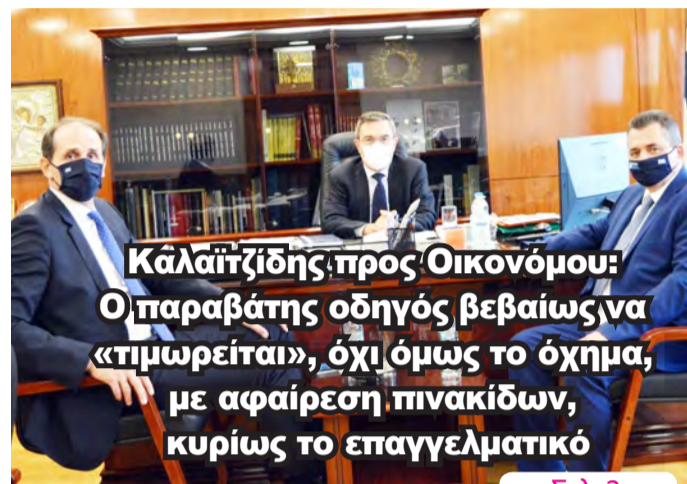 Καλαϊτζίδης προς Οικονόμου:
Ο παραβάτης οδηγός βεβαίως να
«τιμωρείται», όχι όμως το όχημα,
με αφαίρεση πινακίδων,
κυρίως το επαγγελματικό